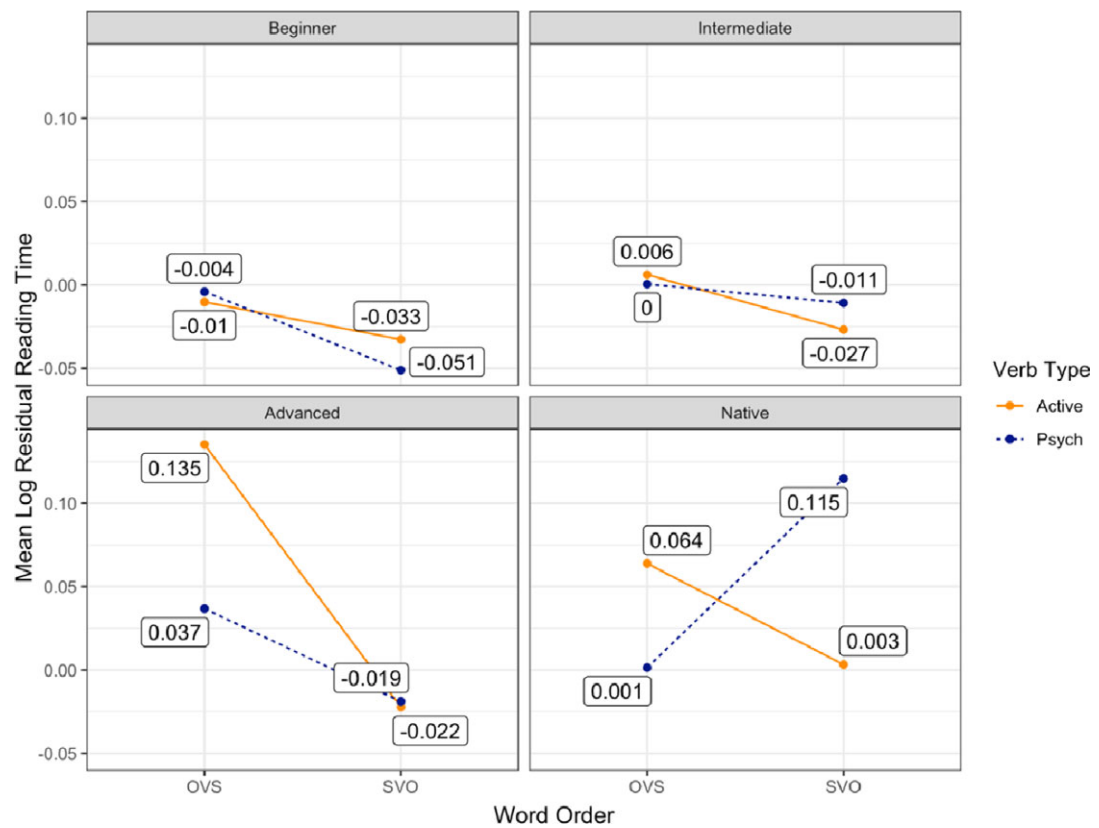 Beginner
Intermediate
0.10
0.05
0.00
-0.05
-0.004
-0.01
-0.033
-0.051
0.006
0
-0.011
-0.027
Advanced
Native
0.10
0.05
0.00
-0.05
0.135
0.037
-0.019
-0.022
0.064
0.001
0.115
0.003
OVS
SVO
OVS
SVO
Word Order
Mean Log Residual Reading Time
Verb Type
Active
Psych